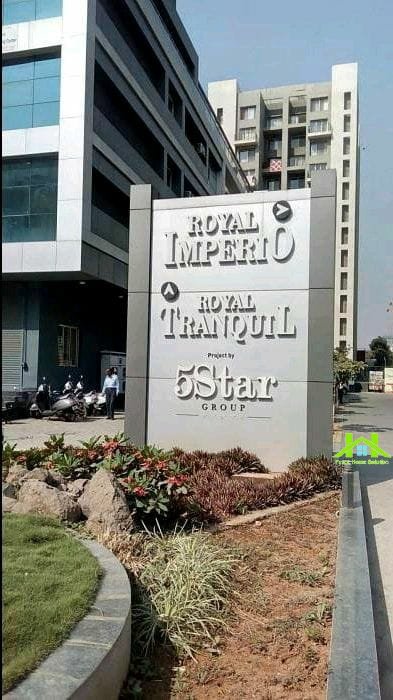 ROYAL
IMPERIO
ROYAL
TRANQUIL
Project by
5Star
GROUP